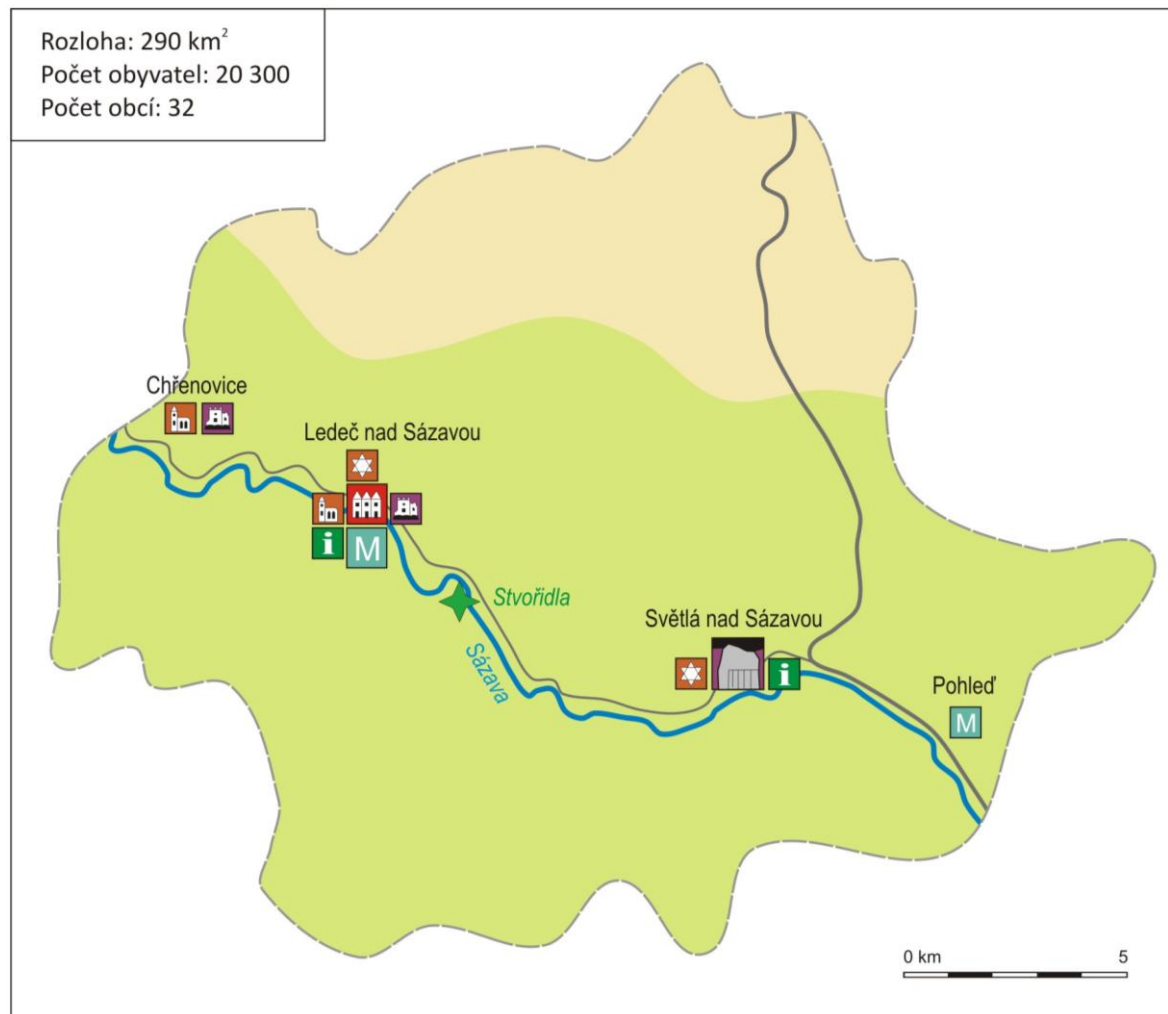 Rozloha: 290 km²
Počet obyvatel: 20 300
Počet obcí: 32
Chřenovice
Ledeč nad Sázavou
i
M
Stvořidla
Sázava
Světlá nad Sázavou
i
Pohleď
M
0 km 5